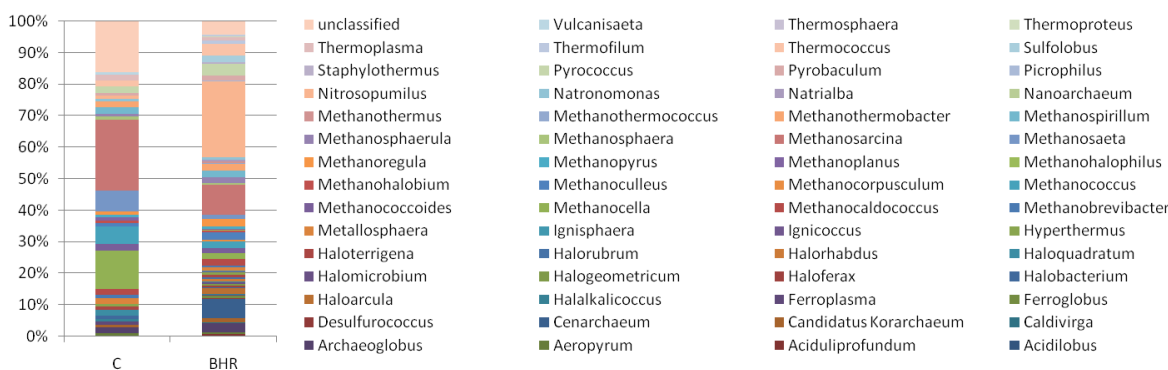 100%
90%
80%
70%
60%
50%
40%
30%
20%
10%
0%
C BHR
unclassified Vulcanisaeta Thermosphaera Thermoproteus
Thermoplasma Thermofilum Thermococcus Sulfolobus
Staphylothermus Pyrococcus Pyrobaculum Picrophilus
Nitrosopumilus Natronomonas Natrialba Nanoarchaeum
Methanothermus Methanothermococcus Methanothermobacter Methanospirillum
Methanosphaerula Methanosphaera Methanosarcina Methanosaeta
Methanoregula Methanopyrus Methanoplanus Methanohalophilus
Methanohalobium Methanoculleus Methanocorpusculum Methanococcus
Methanococcoides Methanocella Methanocaldococcus Methanobrevibacter
Metallosphaera Ignisphaera Ignicoccus Hyperthermus
Haloterrigena Halorubrum Halorhabdus Haloquadratum
Halomicrobium Halogeometricum Haloferax Halobacterium
Haloarcula Halalkalicoccus Ferroplasma Ferroglobus
Desulfurococcus Cenarchaeum Candidatus Korarchaeum Caldivirga
Archaeoglobus Aeropyrum Aciduliprofundum Acidilobus